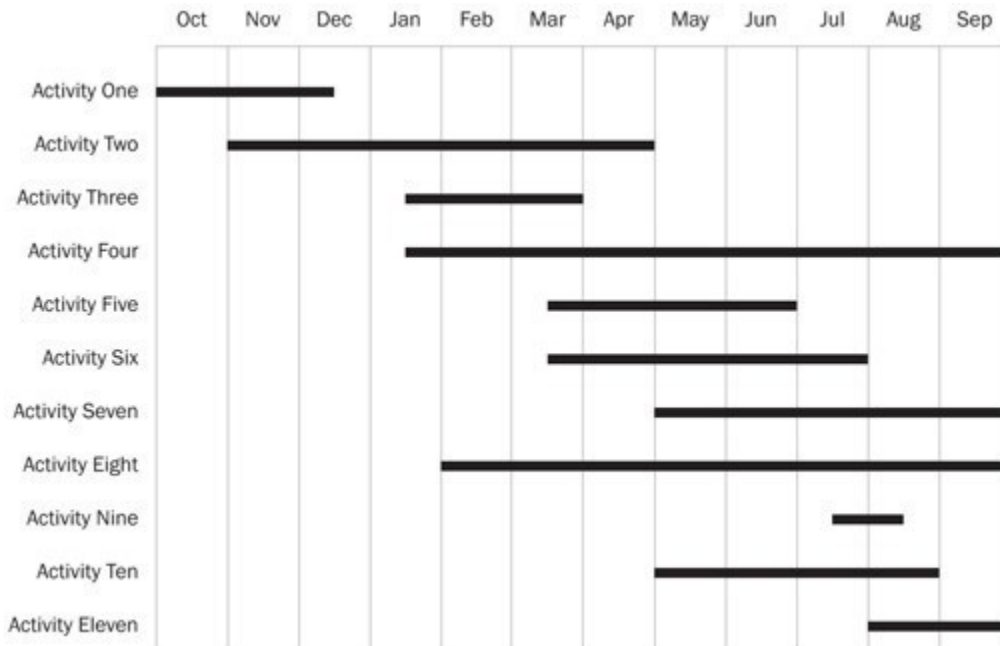 Oct Nov Dec Jan Feb Mar Apr May Jun Jul Aug Sep
Activity One
Activity Two
Activity Three
Activity Four
Activity Five
Activity Six
Activity Seven
Activity Eight
Activity Nine
Activity Ten
Activity Eleven